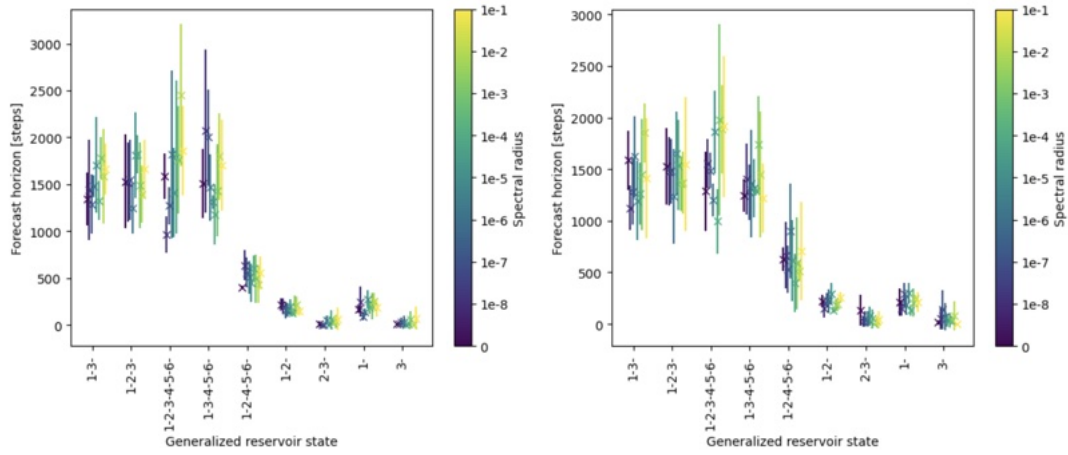 3000
2500
2000
1500
1000
500
0
Forecast horizon [steps]
1-3-
1-2-3-
1-2-3-4-5-6-
1-3-4-5-6-
1-2-4-5-6-
1-2-
2-3-
1-
3-
Generalized reservoir state
1e-1
1e-2
1e-3
1e-4
1e-5
1e-6
1e-7
1e-8
0
Spectral radius
3000
2500
2000
1500
1000
500
0
Forecast horizon [steps]
1-3-
1-2-3-
1-2-3-4-5-6-
1-3-4-5-6-
1-2-4-5-6-
1-2-
2-3-
1-
3-
Generalized reservoir state
1e-1
1e-2
1e-3
1e-4
1e-5
1e-6
1e-7
1e-8
0
Spectral radius